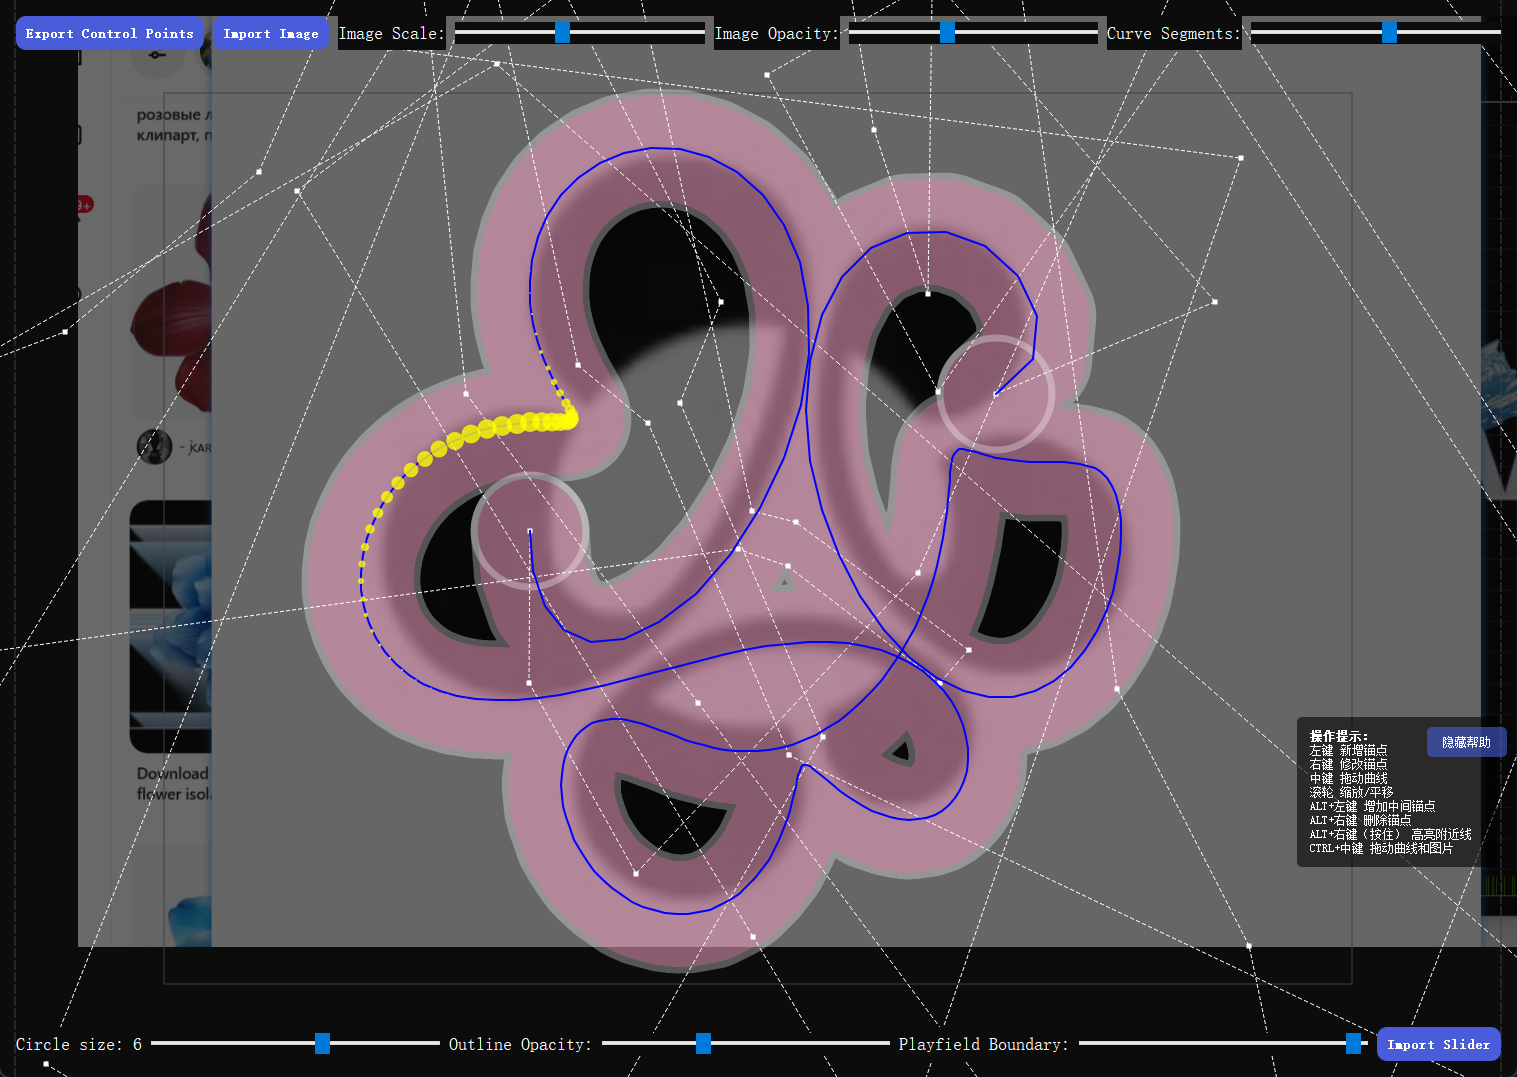 Export Control Points
Import Image
Image Scale:
Image Opacity:
Curve Segments:
розовые л
клипарт, п
9+
- jKAR
Download
flower isola
操作提示:
隐藏帮助
左键 新增锚点
右键 修改锚点
中键 拖动曲线
滚轮 缩放/平移
ALT+左键 增加中间锚点
ALT+右键 删除锚点
ALT+右键（按住） 高亮附近线
CTRL+中键 拖动曲线和图片
Circle size: 6
Outline Opacity:
Playfield Boundary:
Import Slider